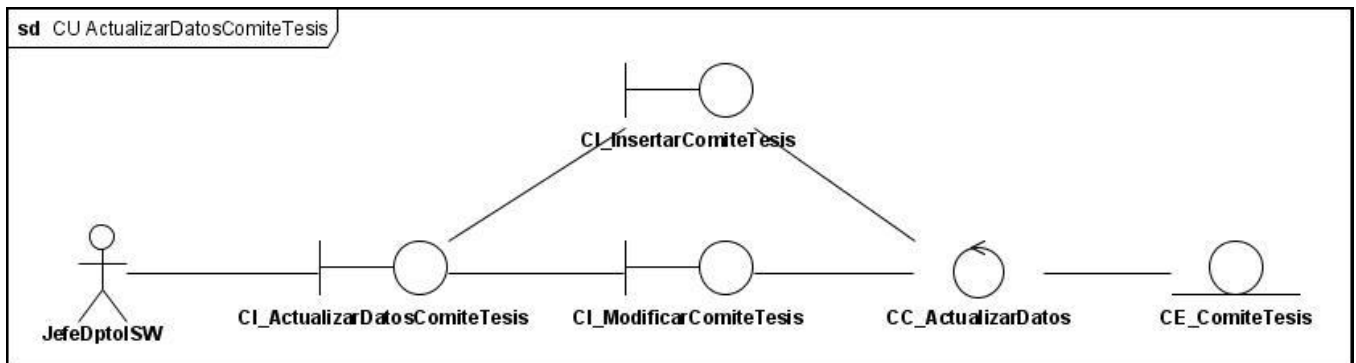 sd CU ActualizarDatosComiteTesis
CI_InsertarComiteTesis
JefeDptoISW
CI_ActualizarDatosComiteTesis
CI_ModificarComiteTesis
CC_ActualizarDatos
CE_ComiteTesis